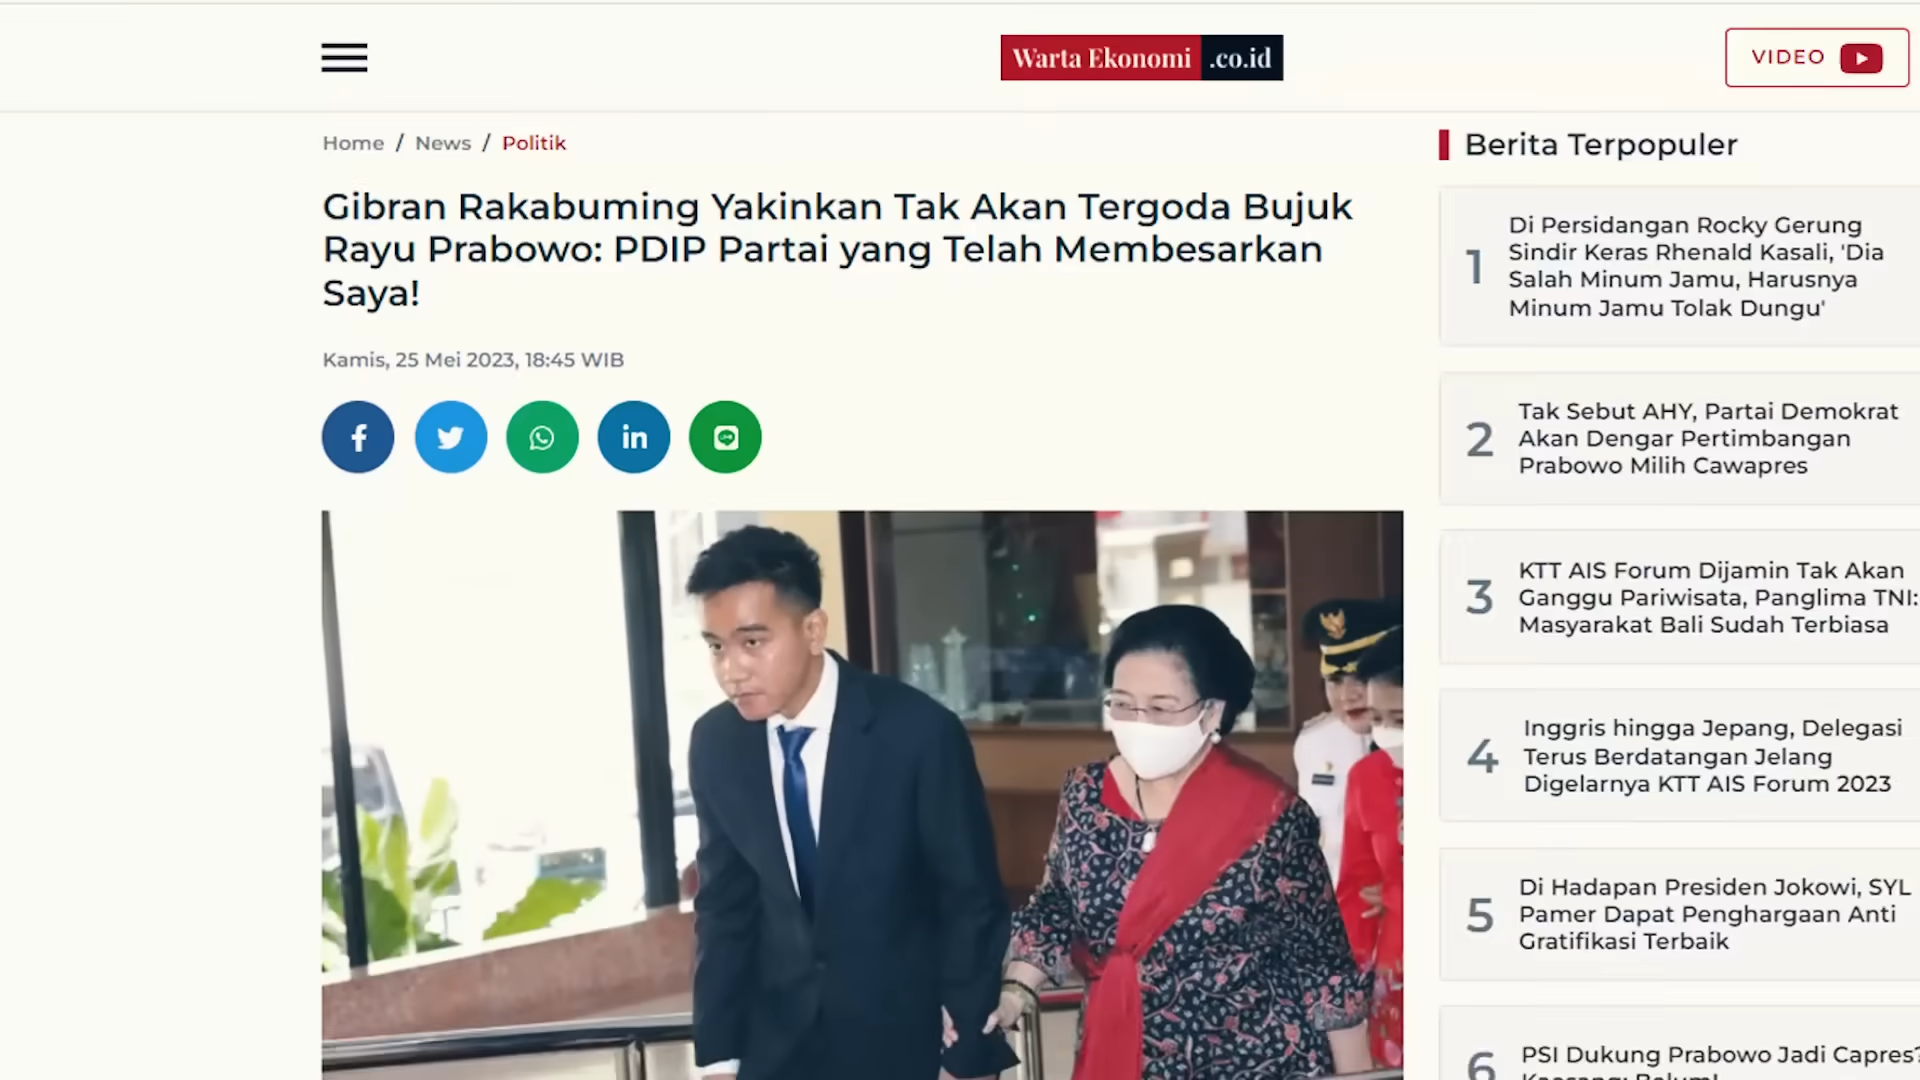 Warta Ekonomi .co.id
VIDEO
Home / News / Politik
Gibran Rakabuming Yakinkan Tak Akan Tergoda Bujuk
Rayu Prabowo: PDIP Partai yang Telah Membesarkan
Saya!
Kamis, 25 Mei 2023, 18:45 WIB
Berita Terpopuler
1
Di Persidangan Rocky Gerung
Sindir Keras Rhenald Kasali, 'Dia
Salah Minum Jamu, Harusnya
Minum Jamu Tolak Dungu'
2
Tak Sebut AHY, Partai Demokrat
Akan Dengar Pertimbangan
Prabowo Milih Cawapres
3
KTT AIS Forum Dijamin Tak Akan
Ganggu Pariwisata, Panglima TNI:
Masyarakat Bali Sudah Terbiasa
4
Inggris hingga Jepang, Delegasi
Terus Berdatangan Jelang
Digelarnya KTT AIS Forum 2023
5
Di Hadapan Presiden Jokowi, SYL
Pamer Dapat Penghargaan Anti
Gratifikasi Terbaik
6
PSI Dukung Prabowo Jadi Capres?
Kaesang: Belum!